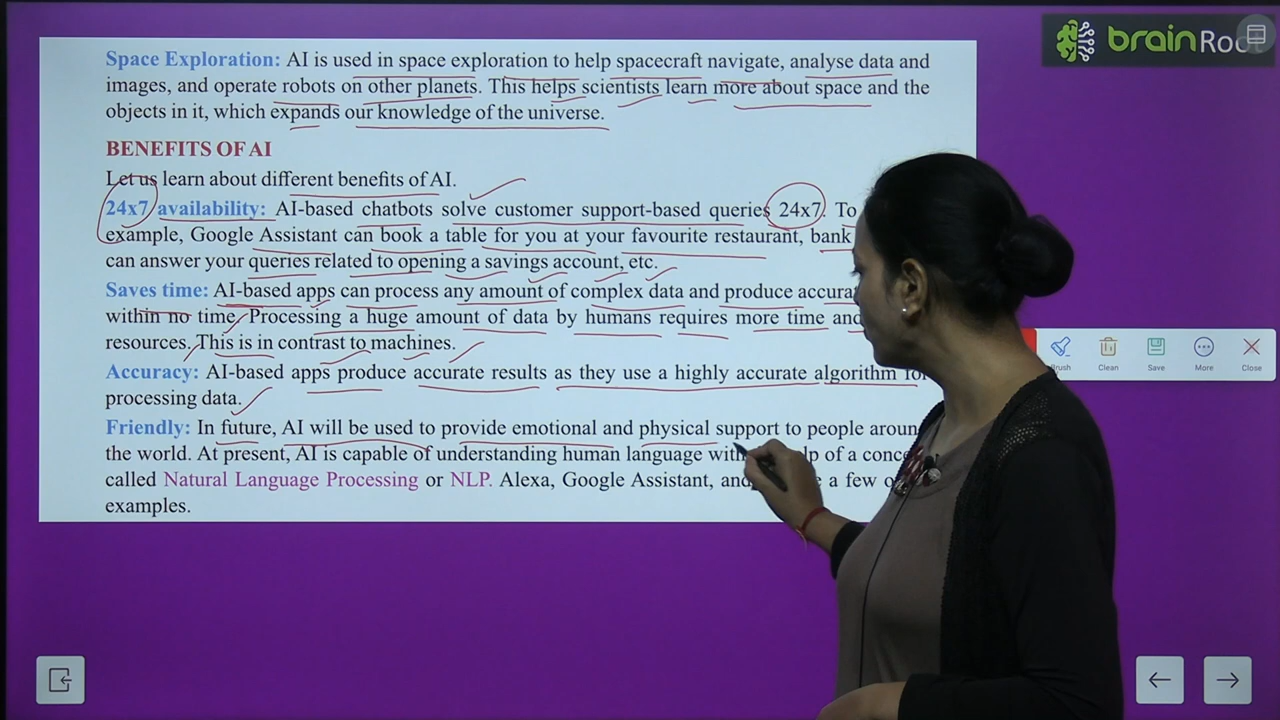 Space Exploration: AI is used in space exploration to help spacecraft navigate, analyse data and
images, and operate robots on other planets. This helps scientists learn more about space and the
objects in it, which expands our knowledge of the universe.
BENEFITS OF AI
Let us learn about different benefits of AI.
24x7 availability: AI-based chatbots solve customer support-based queries 24x7. To
example, Google Assistant can book a table for you at your favourite restaurant, bank
can answer your queries related to opening a savings account, etc.
Saves time: AI-based apps can process any amount of complex data and produce
within no time. Processing a huge amount of data by humans requires more time and
resources. This is in contrast to machines.
Accuracy: AI-based apps produce accurate results as they use a highly accurate algorithm for
processing data.
Friendly: In future, AI will be used to provide emotional and physical support to people
the world. At present, AI is capable of understanding human language with of a
called Natural Language Processing or NLP. Alexa, Google Assistant, and a few
examples.
brainRoot
Brush
Clean
Save
More
Close